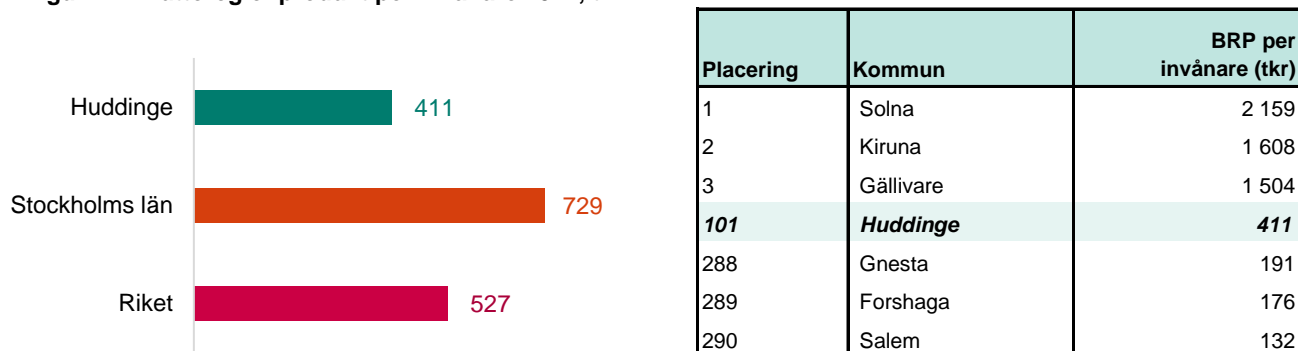 Huddinge 411
Stockholms län 729
Riket 527
Placering Kommun BRP per invånare (tkr)
1 Solna 2 159
2 Kiruna 1 608
3 Gällivare 1 504
101 Huddinge 411
288 Gnesta 191
289 Forshaga 176
290 Salem 132